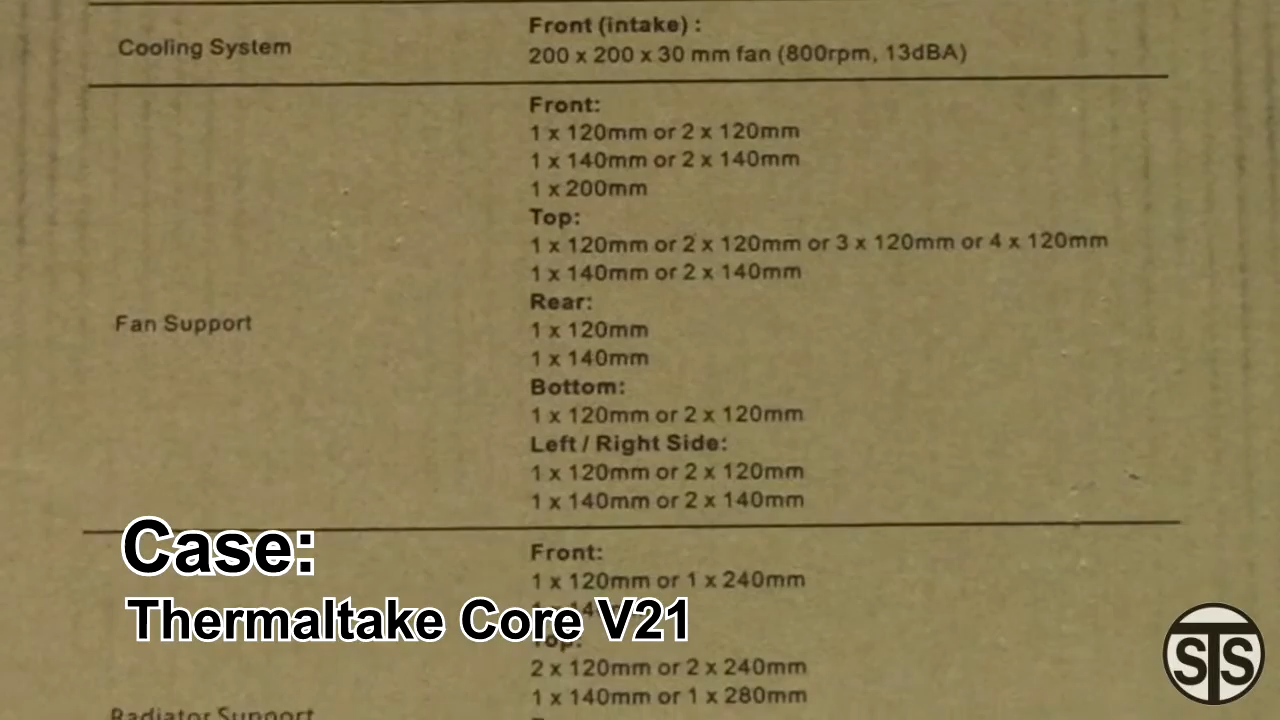 Front (intake) :
Cooling System
200 x 200 x 30 mm fan (800rpm, 13dBA)
Front:
1 x 120mm or 2 x 120mm
1 x 140mm or 2 x 140mm
1 x 200mm
Top:
1 x 120mm or 2 x 120mm or 3 x 120mm or 4 x 120mm
1 x 140mm or 2 x 140mm
Rear:
Fan Support
1 x 120mm
1 x 140mm
Bottom:
1 x 120mm or 2 x 120mm
Left / Right Side:
1 x 120mm or 2 x 120mm
1 x 140mm or 2 x 140mm
Case:
Front:
1 x 120mm or 1 x 240mm
Thermaltake Core V21
Top:
2 x 120mm or 2 x 240mm
1 x 140mm or 1 x 280mm
Radiator Support
STS